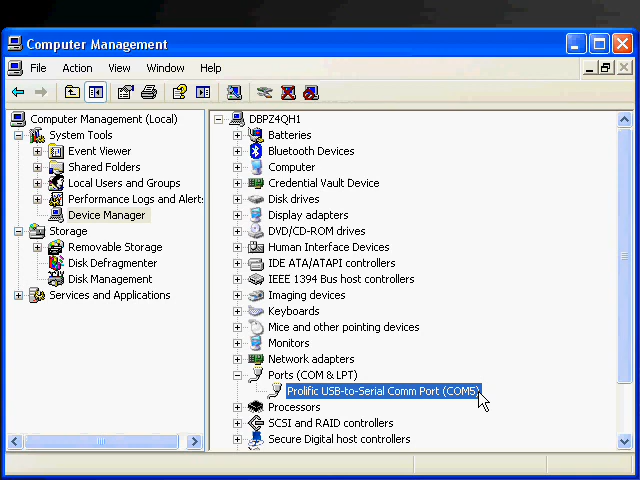 Computer Management
File Action View Window Help
Computer Management (Local)
System Tools
Event Viewer
Shared Folders
Local Users and Groups
Performance Logs and Alerts
Device Manager
Storage
Removable Storage
Disk Defragmenter
Disk Management
Services and Applications
DBPZ4QH1
Batteries
Bluetooth Devices
Computer
Credential Vault Device
Disk drives
Display adapters
DVD/CD-ROM drives
Human Interface Devices
IDE ATA/ATAPI controllers
IEEE 1394 Bus host controllers
Imaging devices
Keyboards
Mice and other pointing devices
Monitors
Network adapters
Ports (COM & LPT)
Prolific USB-to-Serial Comm Port (COM5)
Processors
SCSI and RAID controllers
Secure Digital host controllers